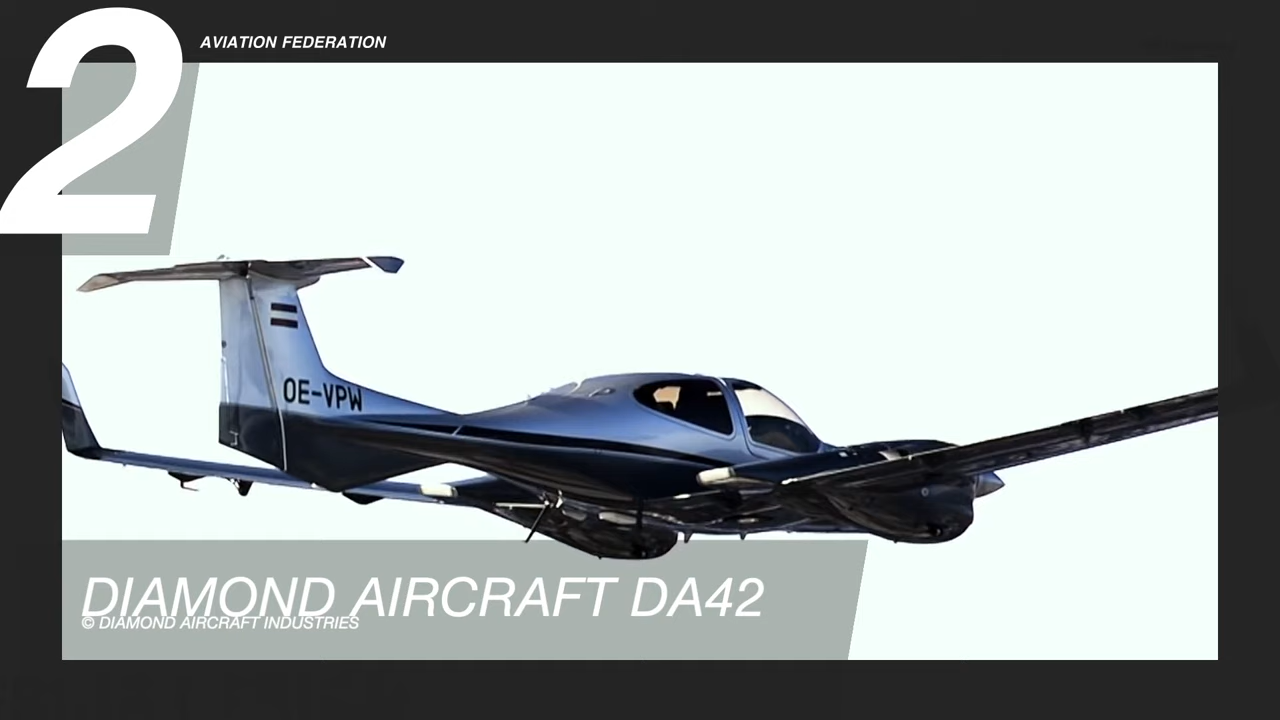 2
AVIATION FEDERATION
OE-VPW
DIAMOND AIRCRAFT DA42
© DIAMOND AIRCRAFT INDUSTRIES